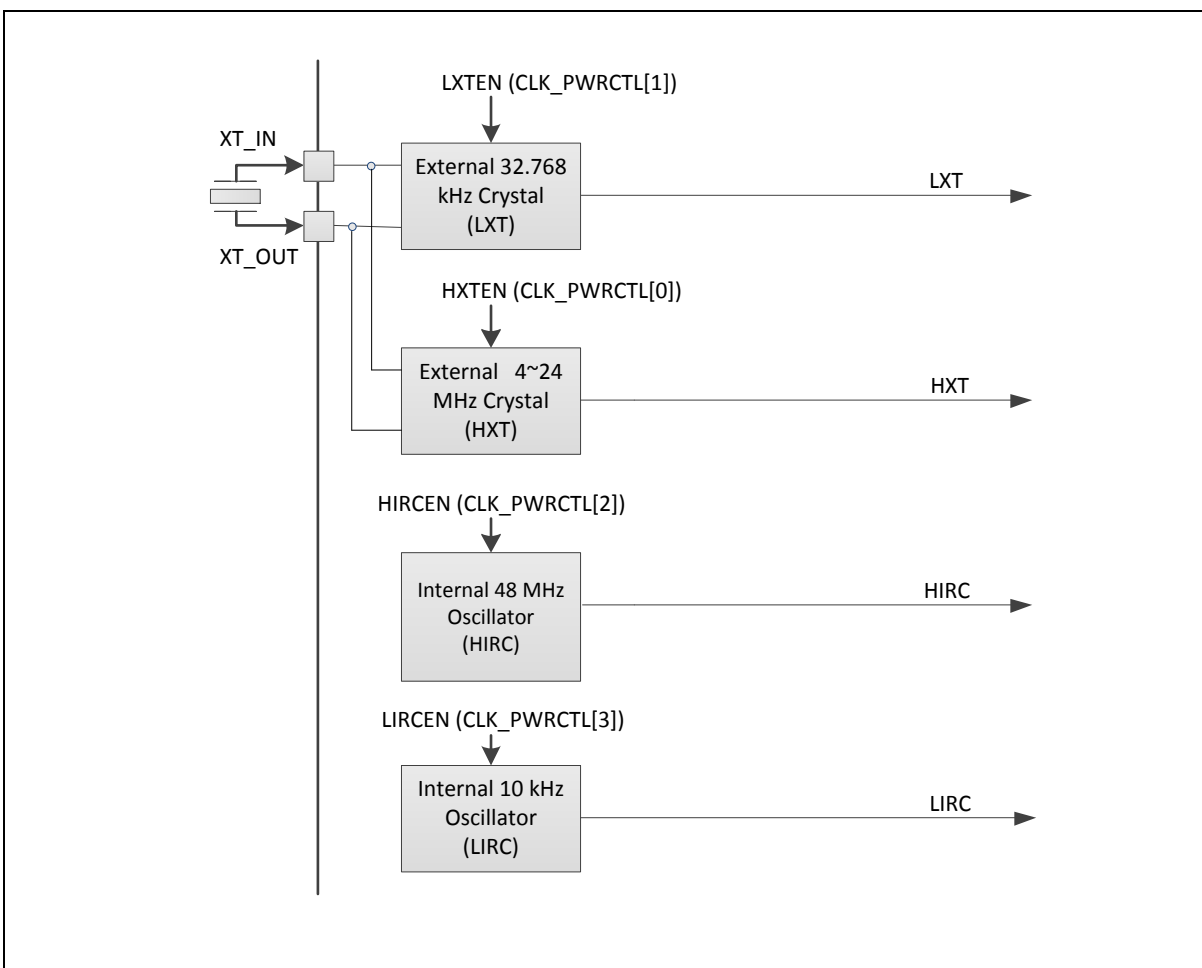 LXTEN (CLK_PWRCTL[1])
XT_IN
External 32.768
kHz Crystal
(LXT)
LXT
XT_OUT
HXTEN (CLK_PWRCTL[0])
External 4~24
MHz Crystal
(HXT)
HXT
HIRCEN (CLK_PWRCTL[2])
Internal 48 MHz
Oscillator
(HIRC)
HIRC
LIRCEN (CLK_PWRCTL[3])
Internal 10 kHz
Oscillator
(LIRC)
LIRC